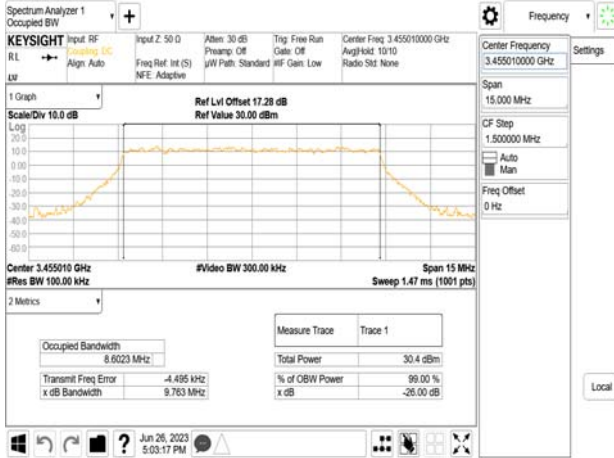 Spectrum Analyzer 1
Occupied BW
Frequency
KEYSIGHT
Input: RF
Coupling: DC
Align: Auto
RL
Input Z: 50 Ω
Freq Ref: Int (S)
NFE: Adaptive
Atten: 30 dB
Preamp: Off
µW Path: Standard
Trig: Free Run
Gate: Off
#IF Gain: Low
Center Freq: 3.455010000 GHz
Avg|Hold: 10/10
Radio Std: None
Center Frequency
3.455010000 GHz
Settings
Span
15.000 MHz
CF Step
1.500000 MHz
Auto
Man
Freq Offset
0 Hz
Local
1 Graph
Scale/Div 10.0 dB
Ref Lvl Offset 17.28 dB
Ref Value 30.00 dBm
Log
20.0
10.0
0.00
-10.0
-20.0
-30.0
-40.0
-50.0
-60.0
Center 3.455010 GHz
#Res BW 100.00 kHz
#Video BW 300.00 kHz
Span 15 MHz
Sweep 1.47 ms (1001 pts)
2 Metrics
Occupied Bandwidth
8.6023 MHz
Transmit Freq Error -4.495 kHz
x dB Bandwidth 9.763 MHz
Measure Trace Trace 1
Total Power 30.4 dBm
% of OBW Power 99.00 %
x dB -26.00 dB
Jun 26, 2023
5:03:17 PM